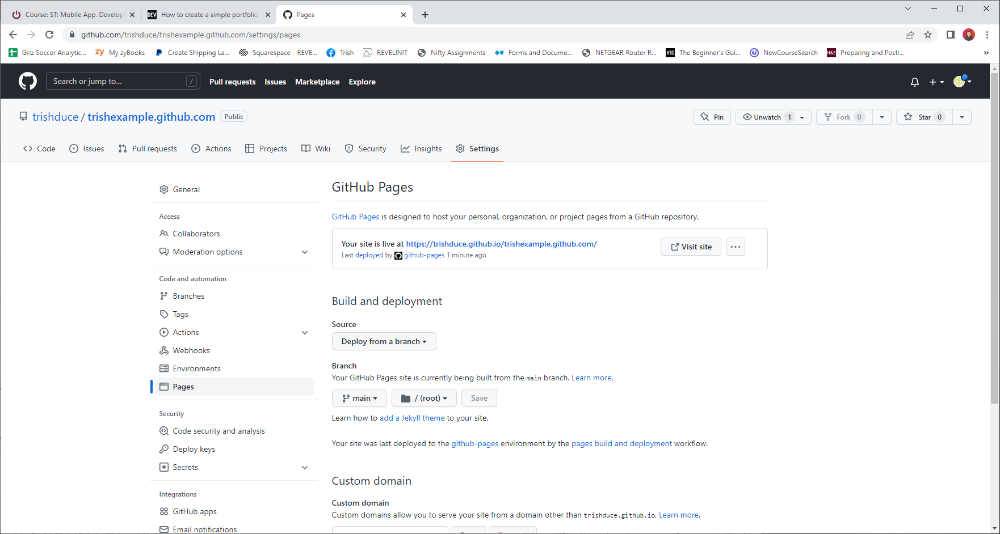 Course: ST: Mobile App. Develop
DEV How to create a simple portfolio
Pages
github.com/trishduce/trishexample.github.com/settings/pages
Griz Soccer Analytic...
zy My zyBooks
Create Shipping La...
Squarespace - REVE...
Trish
REVELINIT
Nifty Assignments
Forms and Docume...
NETGEAR Router R...
HTG The Beginner's Gui...
NewCourseSearch
H&S Preparing and Posti...
»
Search or jump to... /
Pull requests Issues Marketplace Explore
trishduce / trishexample.github.com Public
Pin
Unwatch 1
Fork 0
Star 0
Code Issues Pull requests Actions Projects Wiki Security Insights Settings
General
Access
Collaborators
Moderation options
Code and automation
Branches
Tags
Actions
Webhooks
Environments
Pages
Security
Code security and analysis
Deploy keys
Secrets
Integrations
GitHub apps
Email notifications
GitHub Pages
GitHub Pages is designed to host your personal, organization, or project pages from a GitHub repository.
Your site is live at https://trishduce.github.io/trishexample.github.com/
Last deployed by github-pages 1 minute ago
Visit site ...
Build and deployment
Source
Deploy from a branch
Branch
Your GitHub Pages site is currently being built from the main branch. Learn more.
main / (root) Save
Learn how to add a Jekyll theme to your site.
Your site was last deployed to the github-pages environment by the pages build and deployment workflow.
Custom domain
Custom domain
Custom domains allow you to serve your site from a domain other than trishduce.github.io. Learn more.